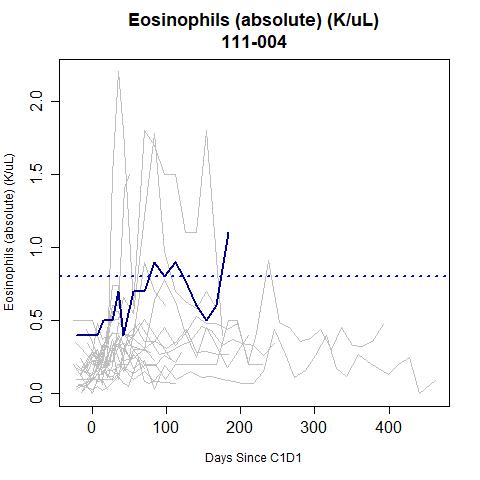 Eosinophils (absolute) (K/uL)
111-004
Eosinophils (absolute) (K/uL)
2.0
1.5
1.0
0.5
0.0
0 100 200 300 400
Days Since C1D1